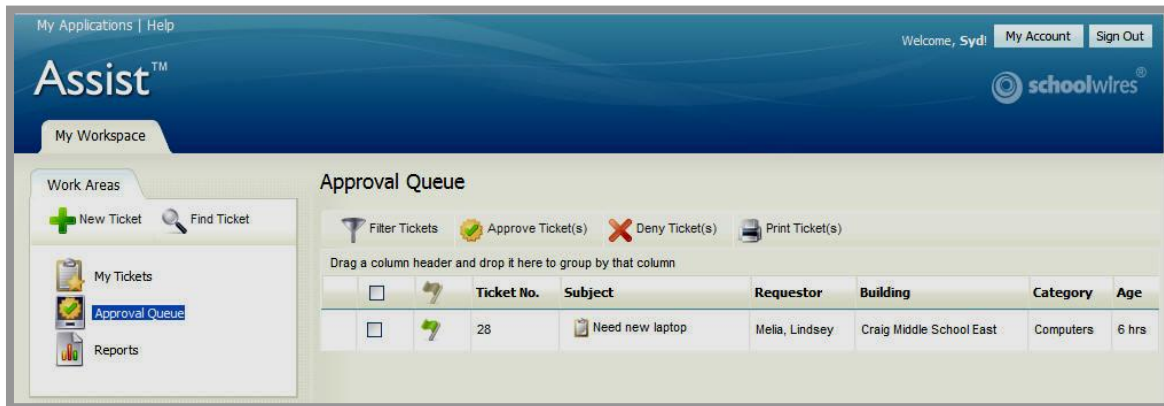 My Applications | Help
Welcome, Syd! My Account Sign Out
Assist™
schoolwires®
My Workspace
Work Areas
New Ticket Find Ticket
My Tickets
Approval Queue
Reports
Approval Queue
Filter Tickets Approve Ticket(s) Deny Ticket(s) Print Ticket(s)
Drag a column header and drop it here to group by that column
Ticket No. Subject Requestor Building Category Age
28 Need new laptop Melia, Lindsey Craig Middle School East Computers 6 hrs